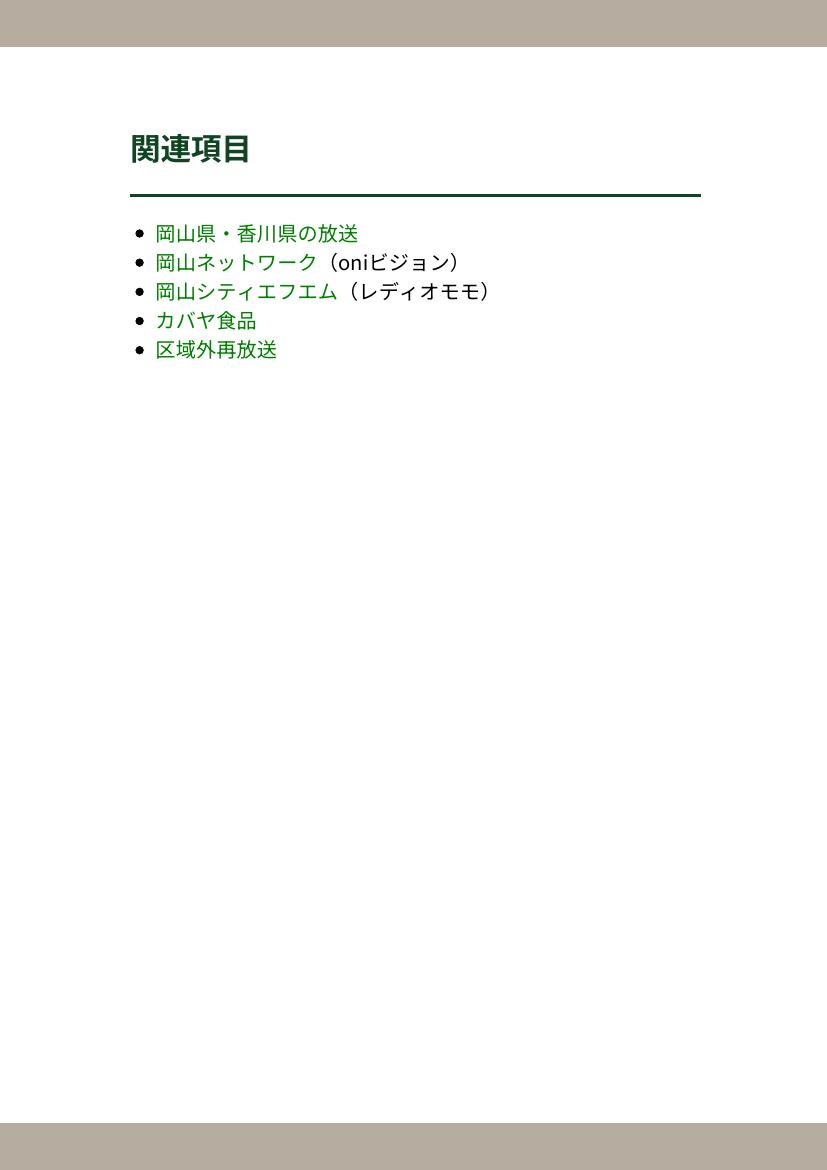 関連項目
岡山県・香川県の放送
岡山ネットワーク（oniビジョン）
岡山シティエフエム（レディオモモ）
カバヤ食品
区域外再放送